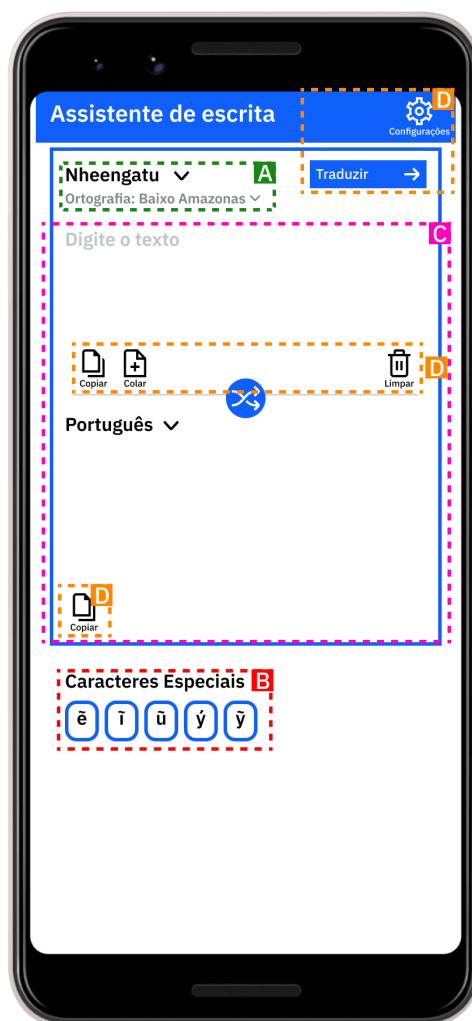 Assistente de escrita
D
Configurações
Nheengatu
A
Traduzir
Ortografia: Baixo Amazonas
Digite o texto
C
Copiar
Colar
Limpar
D
Português
D
Copiar
Caracteres Especiais
B
ẽ ĩ ũ ý ỹ